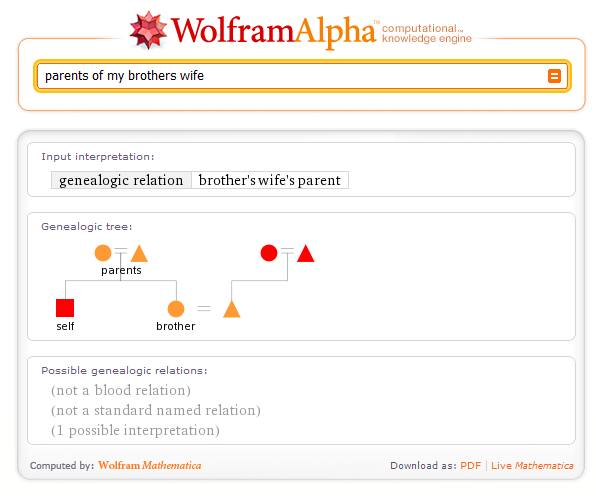 WolframAlpha™ computational...
knowledge engine
parents of my brothers wife
Input interpretation:
genealogic relation brother's wife's parent
Genealogic tree:
parents
self brother
Possible genealogic relations:
(not a blood relation)
(not a standard named relation)
(1 possible interpretation)
Computed by: Wolfram Mathematica Download as: PDF | Live Mathematica